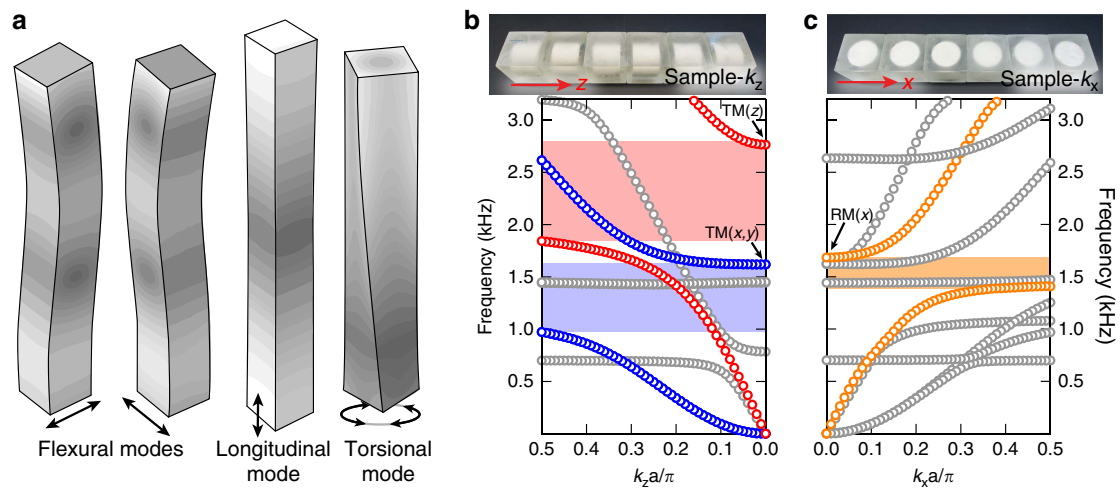 a
Flexural modes
Longitudinal
mode
Torsional
mode
b
Sample-kz
z
TM(z)
TM(x,y)
Frequency (kHz)
3.0
2.5
2.0
1.5
1.0
0.5
0.5 0.4 0.3 0.2 0.1 0.0
kza/π
c
Sample-kx
x
RM(x)
3.0
2.5
2.0
1.5
1.0
0.5
Frequency (kHz)
0.0 0.1 0.2 0.3 0.4 0.5
kxa/π